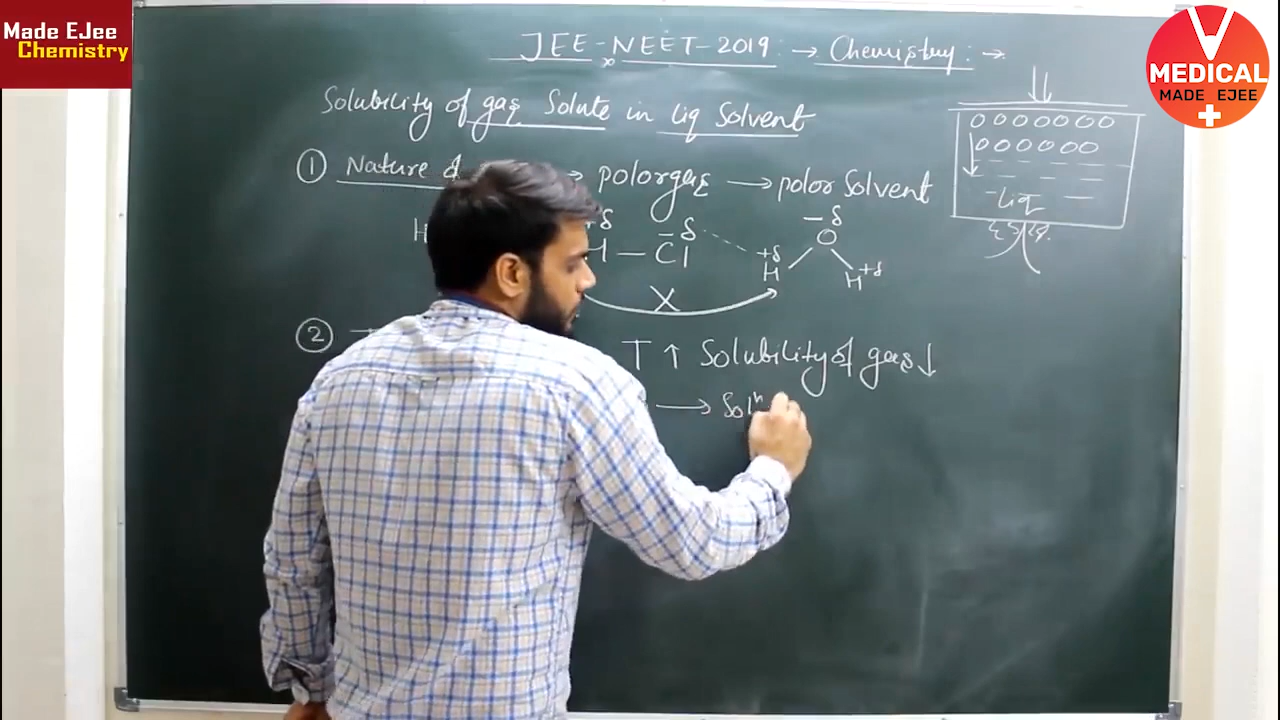 Made EJee
Chemistry
V
MEDICAL
MADE EJEE
JEE - NEET - 2019 → Chemistry : →
Solubility of gas Solute in Liq Solvent
① Nature of → polar gas → polar Solvent
+δ −δ
H — Cl
−δ
O
+δ
H
H +δ
X
②
T ↑ Solubility of gas ↓
→ Solⁿ
Liq